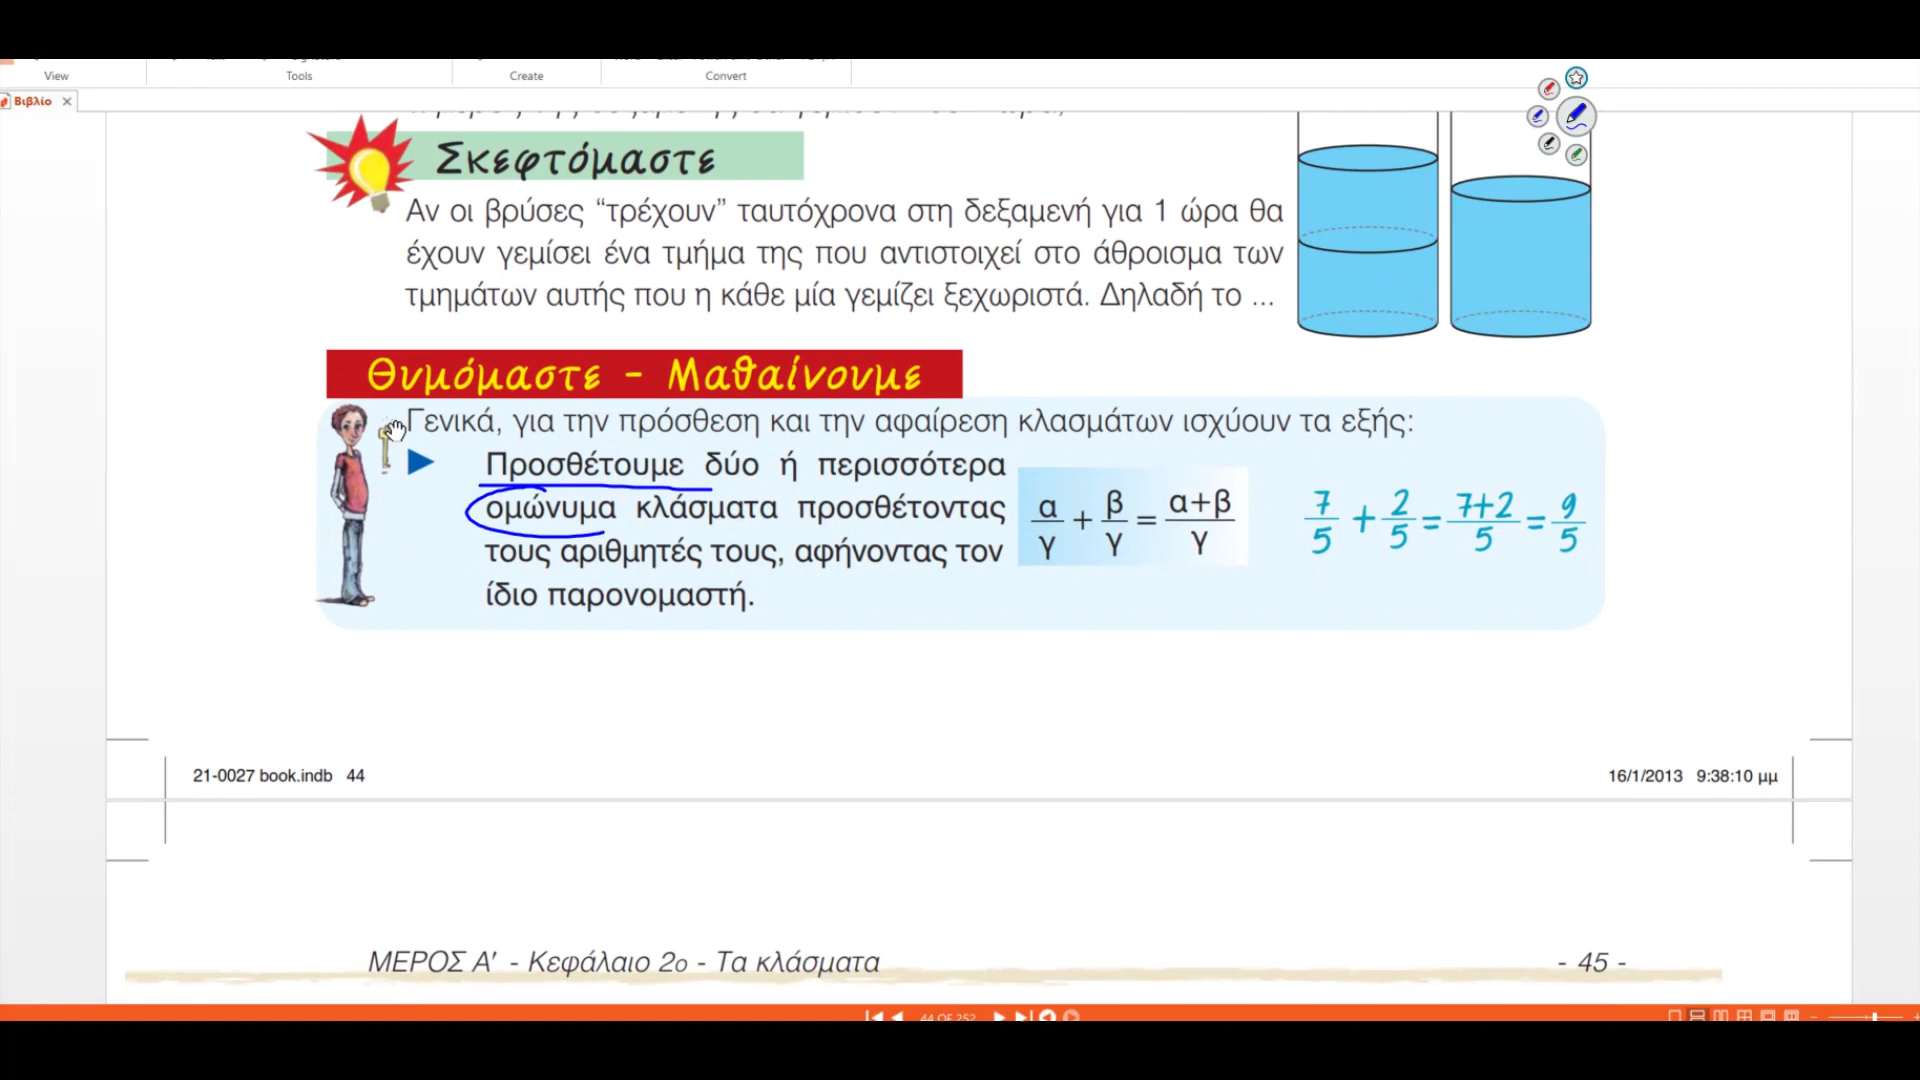 View
Tools
Create
Convert
Βιβλίο
Σκεφτόμαστε
Αν οι βρύσες “τρέχουν” ταυτόχρονα στη δεξαμενή για 1 ώρα θα
έχουν γεμίσει ένα τμήμα της που αντιστοιχεί στο άθροισμα των
τμημάτων αυτής που η κάθε μία γεμίζει ξεχωριστά. Δηλαδή το ...
Θυμόμαστε - Μαθαίνουμε
Γενικά, για την πρόσθεση και την αφαίρεση κλασμάτων ισχύουν τα εξής:
Προσθέτουμε δύο ή περισσότερα
ομώνυμα κλάσματα προσθέτοντας
τους αριθμητές τους, αφήνοντας τον
ίδιο παρονομαστή.
α/γ + β/γ = α+β/γ
7/5 + 2/5 = 7+2/5 = 9/5
21-0027 book.indb 44
16/1/2013 9:38:10 μμ
ΜΕΡΟΣ Α' - Κεφάλαιο 2ο - Τα κλάσματα
- 45 -
44 OF 252